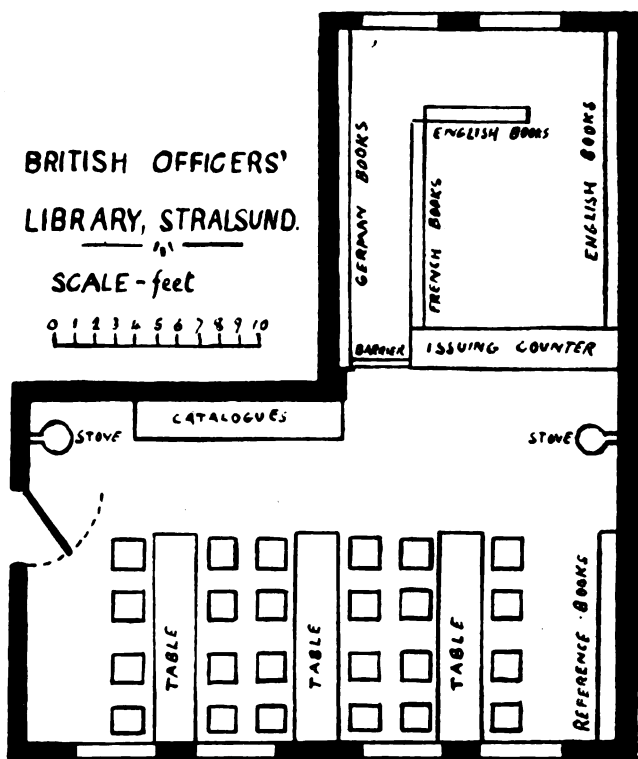 BRITISH OFFICERS'
LIBRARY, STRALSUND.
SCALE - feet
0 1 2 3 4 5 6 7 8 9 10
GERMAN BOOKS
ENGLISH BOOKS
FRENCH BOOKS
ENGLISH BOOKS
BARRIER
ISSUING COUNTER
CATALOGUES
STOVE
STOVE
TABLE
TABLE
TABLE
REFERENCE · BOOKS